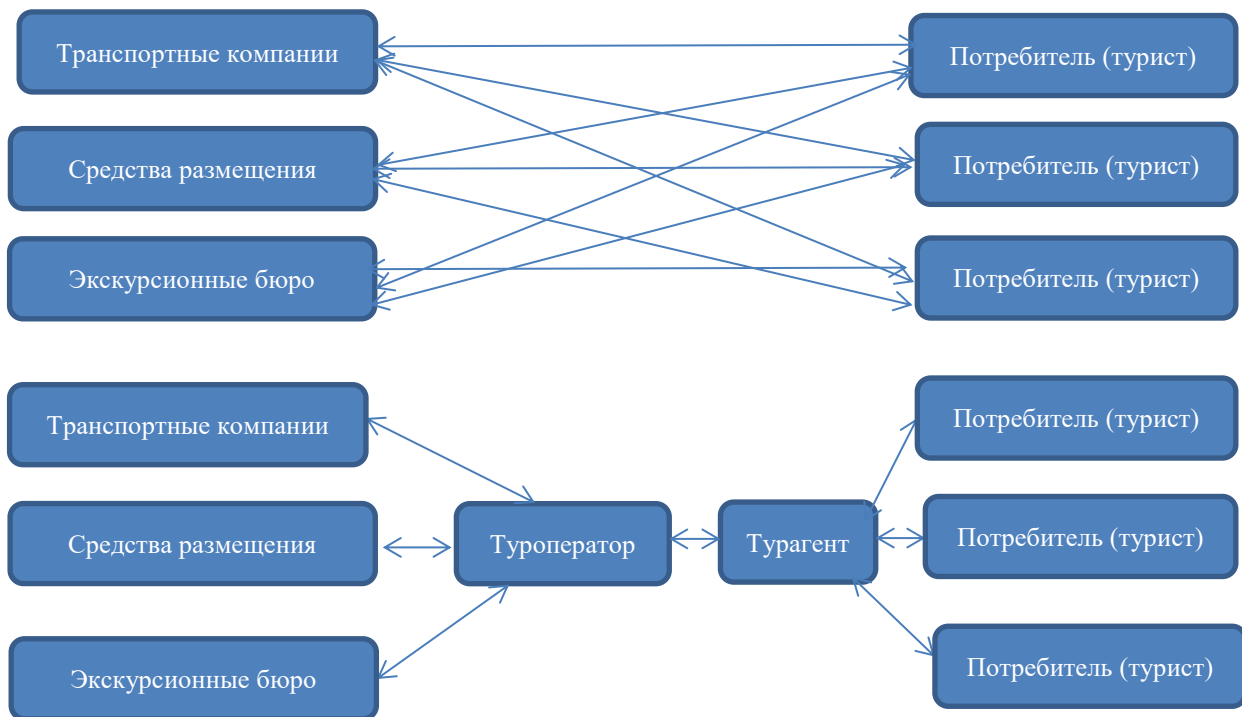 Транспортные компании
Потребитель (турист)
Средства размещения
Потребитель (турист)
Экскурсионные бюро
Потребитель (турист)
Транспортные компании
Потребитель (турист)
Средства размещения
Туроператор
Турагент
Потребитель (турист)
Экскурсионные бюро
Потребитель (турист)